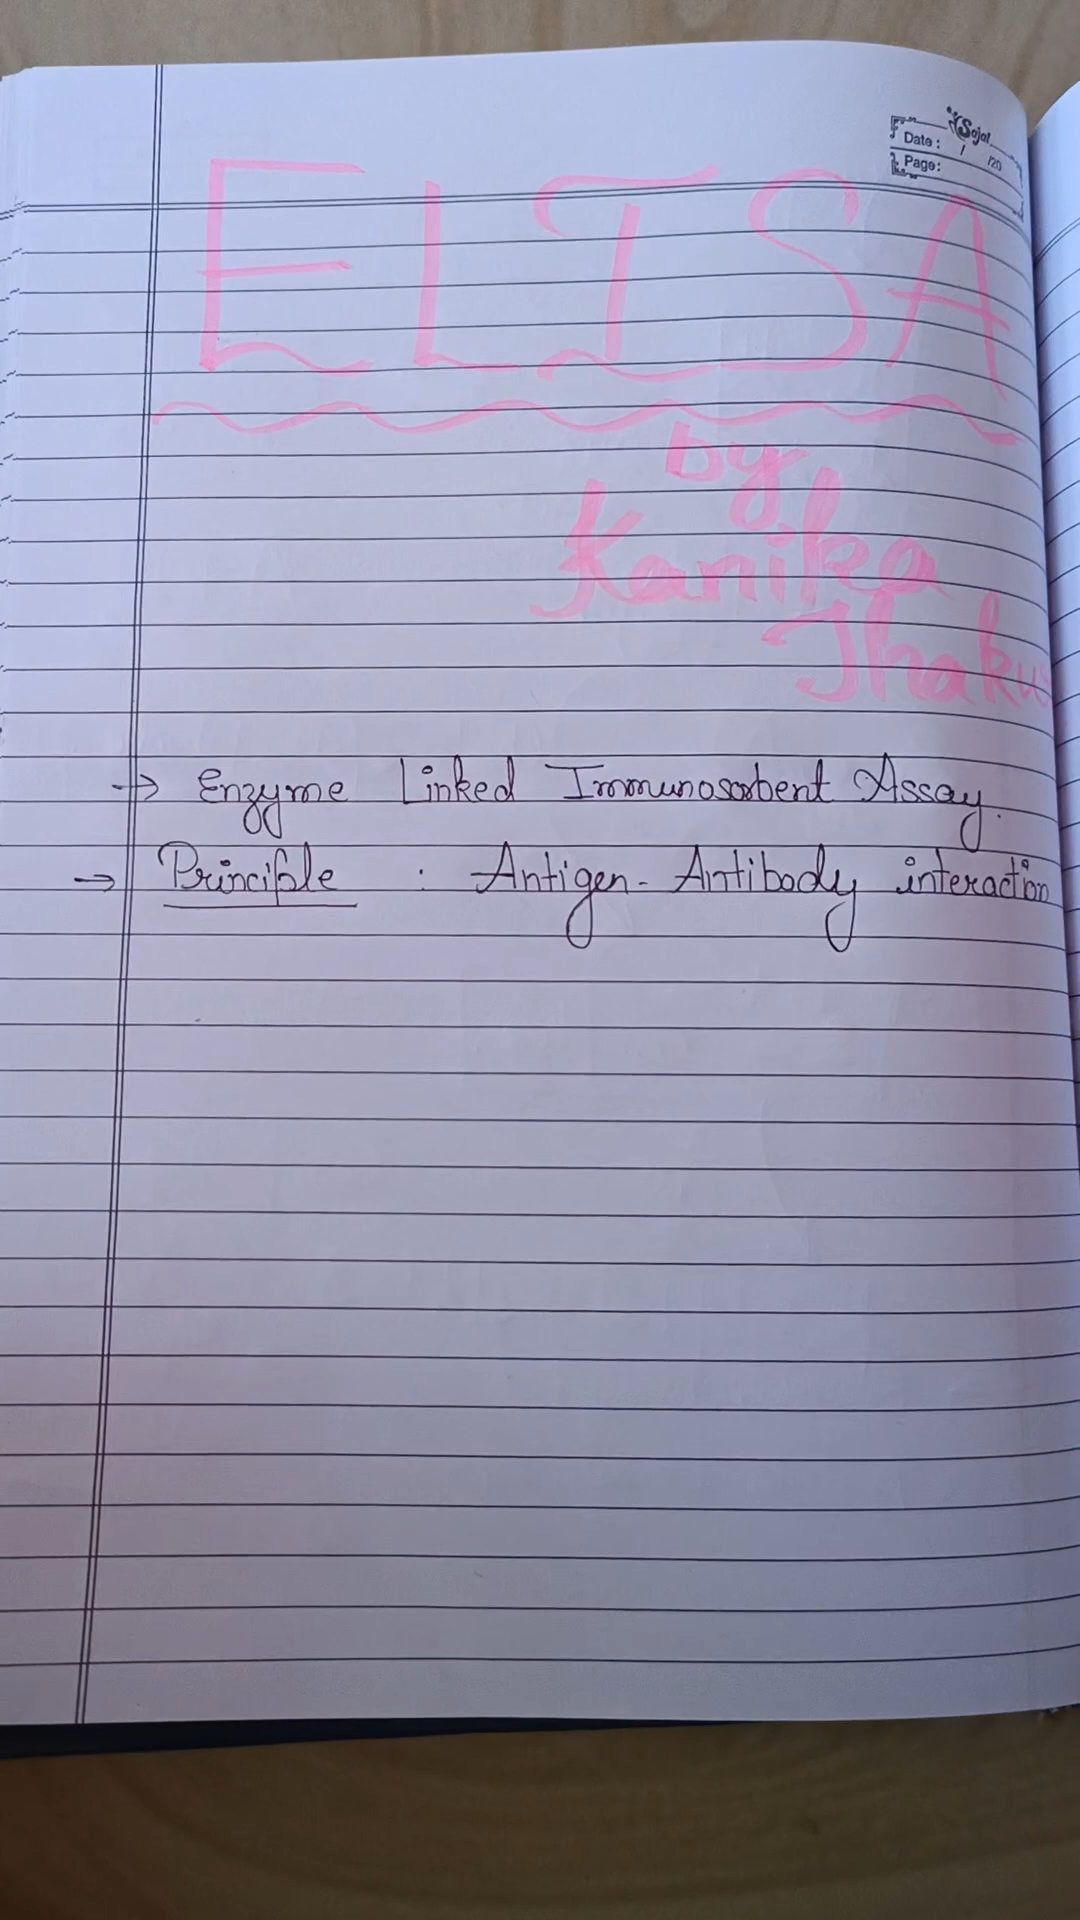 Sojal
Date : / /20
Page:
ELISA
by
Kanika
Thakur
→ Enzyme Linked Immunosorbent Assay.
→ Principle : Antigen-Antibody interaction